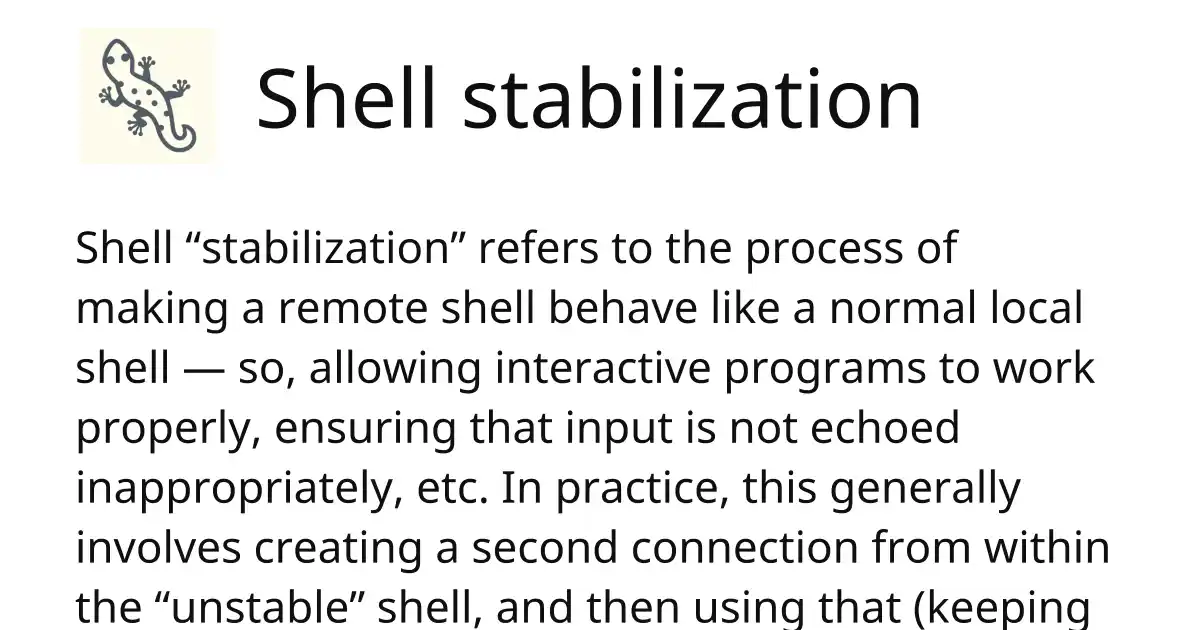 Shell stabilization
Shell “stabilization” refers to the process of
making a remote shell behave like a normal local
shell — so, allowing interactive programs to work
properly, ensuring that input is not echoed
inappropriately, etc. In practice, this generally
involves creating a second connection from within
the “unstable” shell, and then using that (keeping